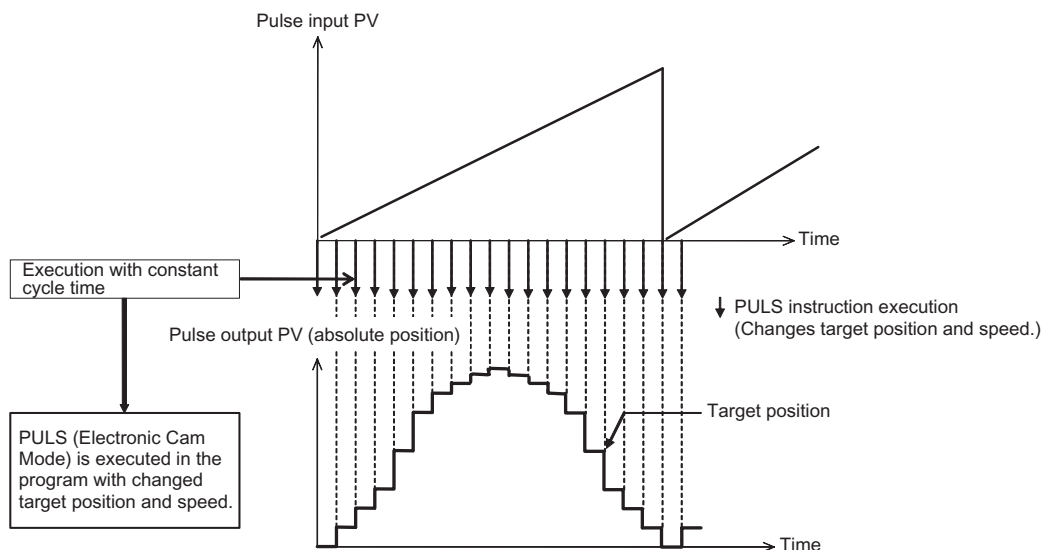 Pulse input PV
Time
Execution with constant
cycle time
PULS instruction execution
(Changes target position and speed.)
Pulse output PV (absolute position)
Target position
PULS (Electronic Cam
Mode) is executed in the
program with changed
target position and speed.
Time